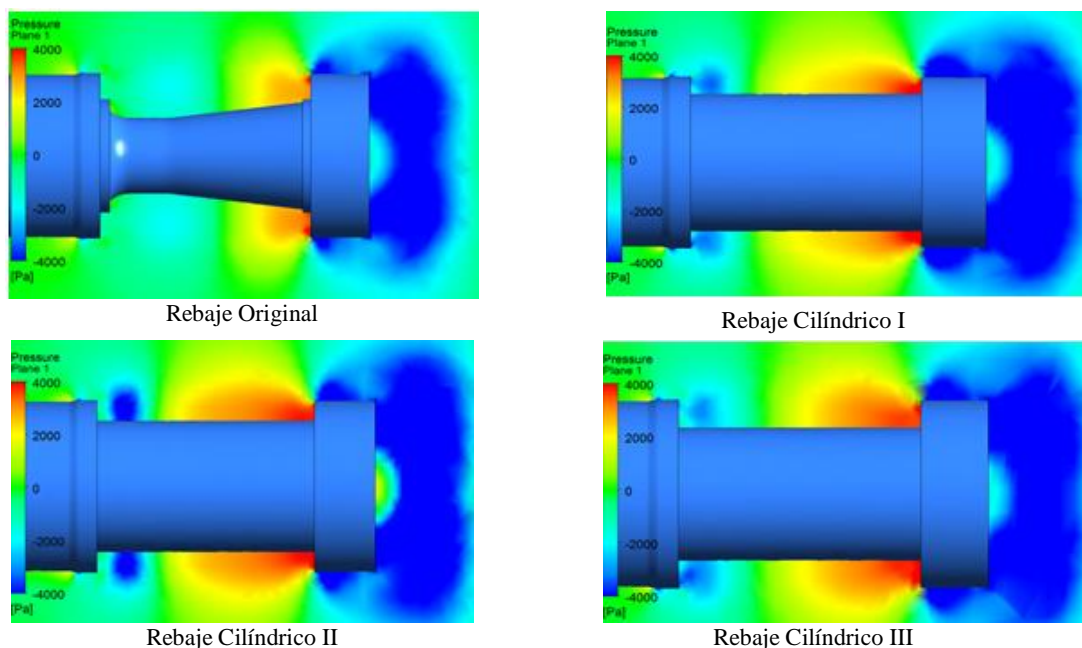 Pressure
Plane 1
4000
2000
0
-2000
-4000
[Pa]
Rebaje Original
Pressure
Plane 1
4000
2000
0
-2000
-4000
[Pa]
Rebaje Cilíndrico I
Pressure
Plane 1
4000
2000
0
-2000
-4000
[Pa]
Rebaje Cilíndrico II
Pressure
Plane 1
4000
2000
0
-2000
-4000
[Pa]
Rebaje Cilíndrico III